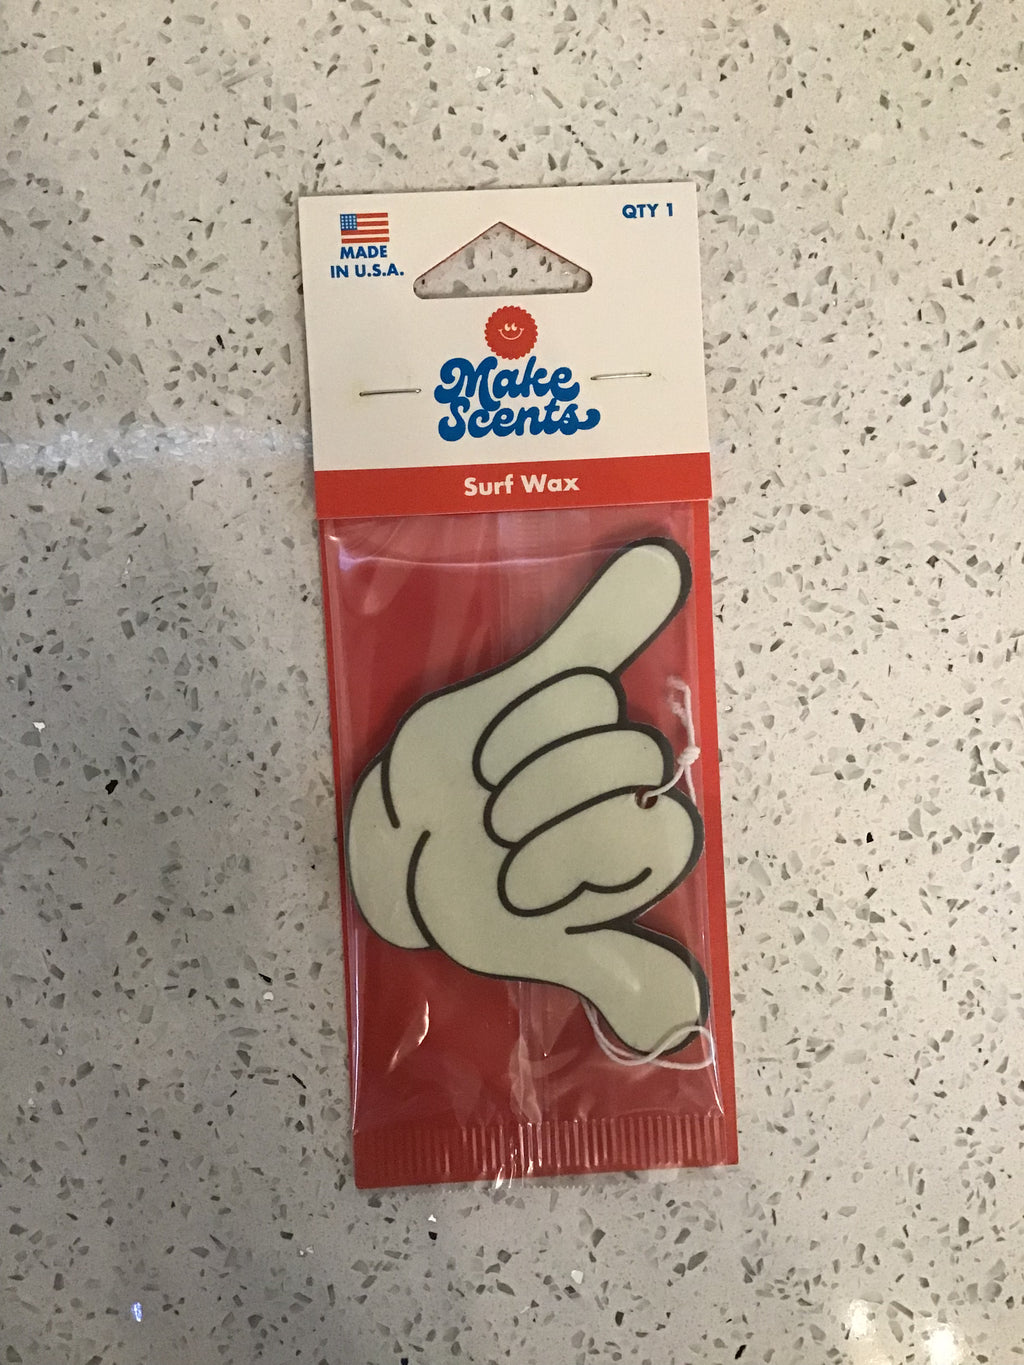 QTY 1
MADE
IN U.S.A.
Make
Scents
Surf Wax